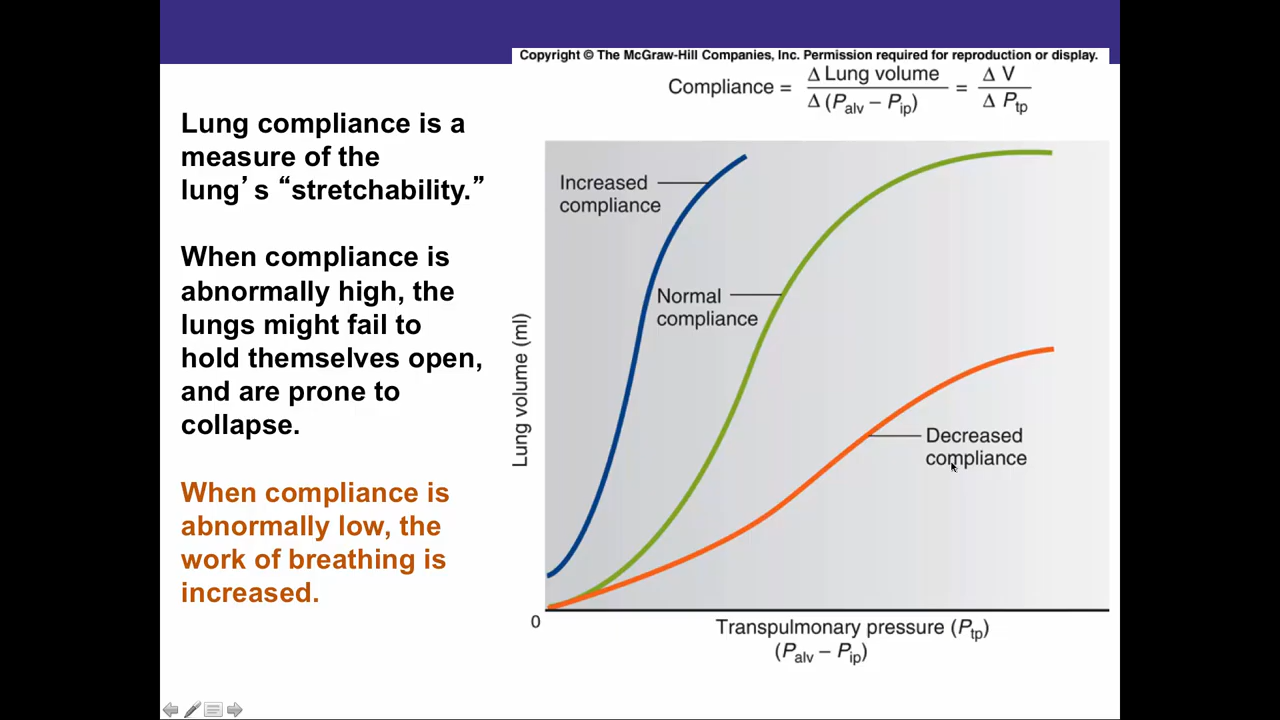 Copyright © The McGraw-Hill Companies, Inc. Permission required for reproduction or display.
Compliance = Δ Lung volume / Δ (Palv – Pip) = Δ V / Δ Ptp
Lung compliance is a
measure of the
lung’s “stretchability.”
When compliance is
abnormally high, the
lungs might fail to
hold themselves open,
and are prone to
collapse.
When compliance is
abnormally low, the
work of breathing is
increased.
Lung volume (ml)
Increased
compliance
Normal
compliance
Decreased
compliance
0
Transpulmonary pressure (Ptp)
(Palv – Pip)